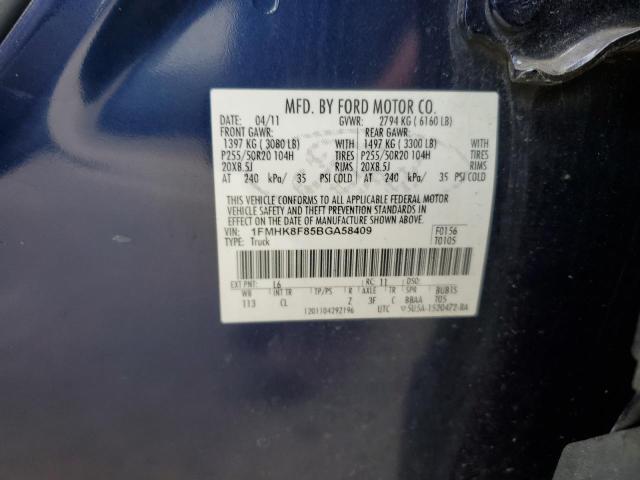 MFD. BY FORD MOTOR CO.
DATE: 04/11 GVWR: 2794 KG ( 6160 LB)
FRONT GAWR: REAR GAWR:
1397 KG ( 3080 LB) WITH 1497 KG ( 3300 LB) WITH
P255/50R20 104H TIRES P255/50R20 104H TIRES
20X8.5J RIMS 20X8.5J RIMS
AT 240 kPa/ 35 PSI COLD AT 240 kPa/ 35 PSI COLD
THIS VEHICLE CONFORMS TO ALL APPLICABLE FEDERAL MOTOR
VEHICLE SAFETY AND THEFT PREVENTION STANDARDS IN
EFFECT ON THE DATE OF MANUFACTURE SHOWN ABOVE.
VIN: 1FMHK8F85BGA58409 F0156
TYPE: Truck T0105
EXT PNT: L6 RC: 11 DSO:
WB INT TR TP/PS R AXLE TR SPR BUB15
113 CL Z 3F C BBAA T05
1201104292196 UTC 5U5A-1520472-BA